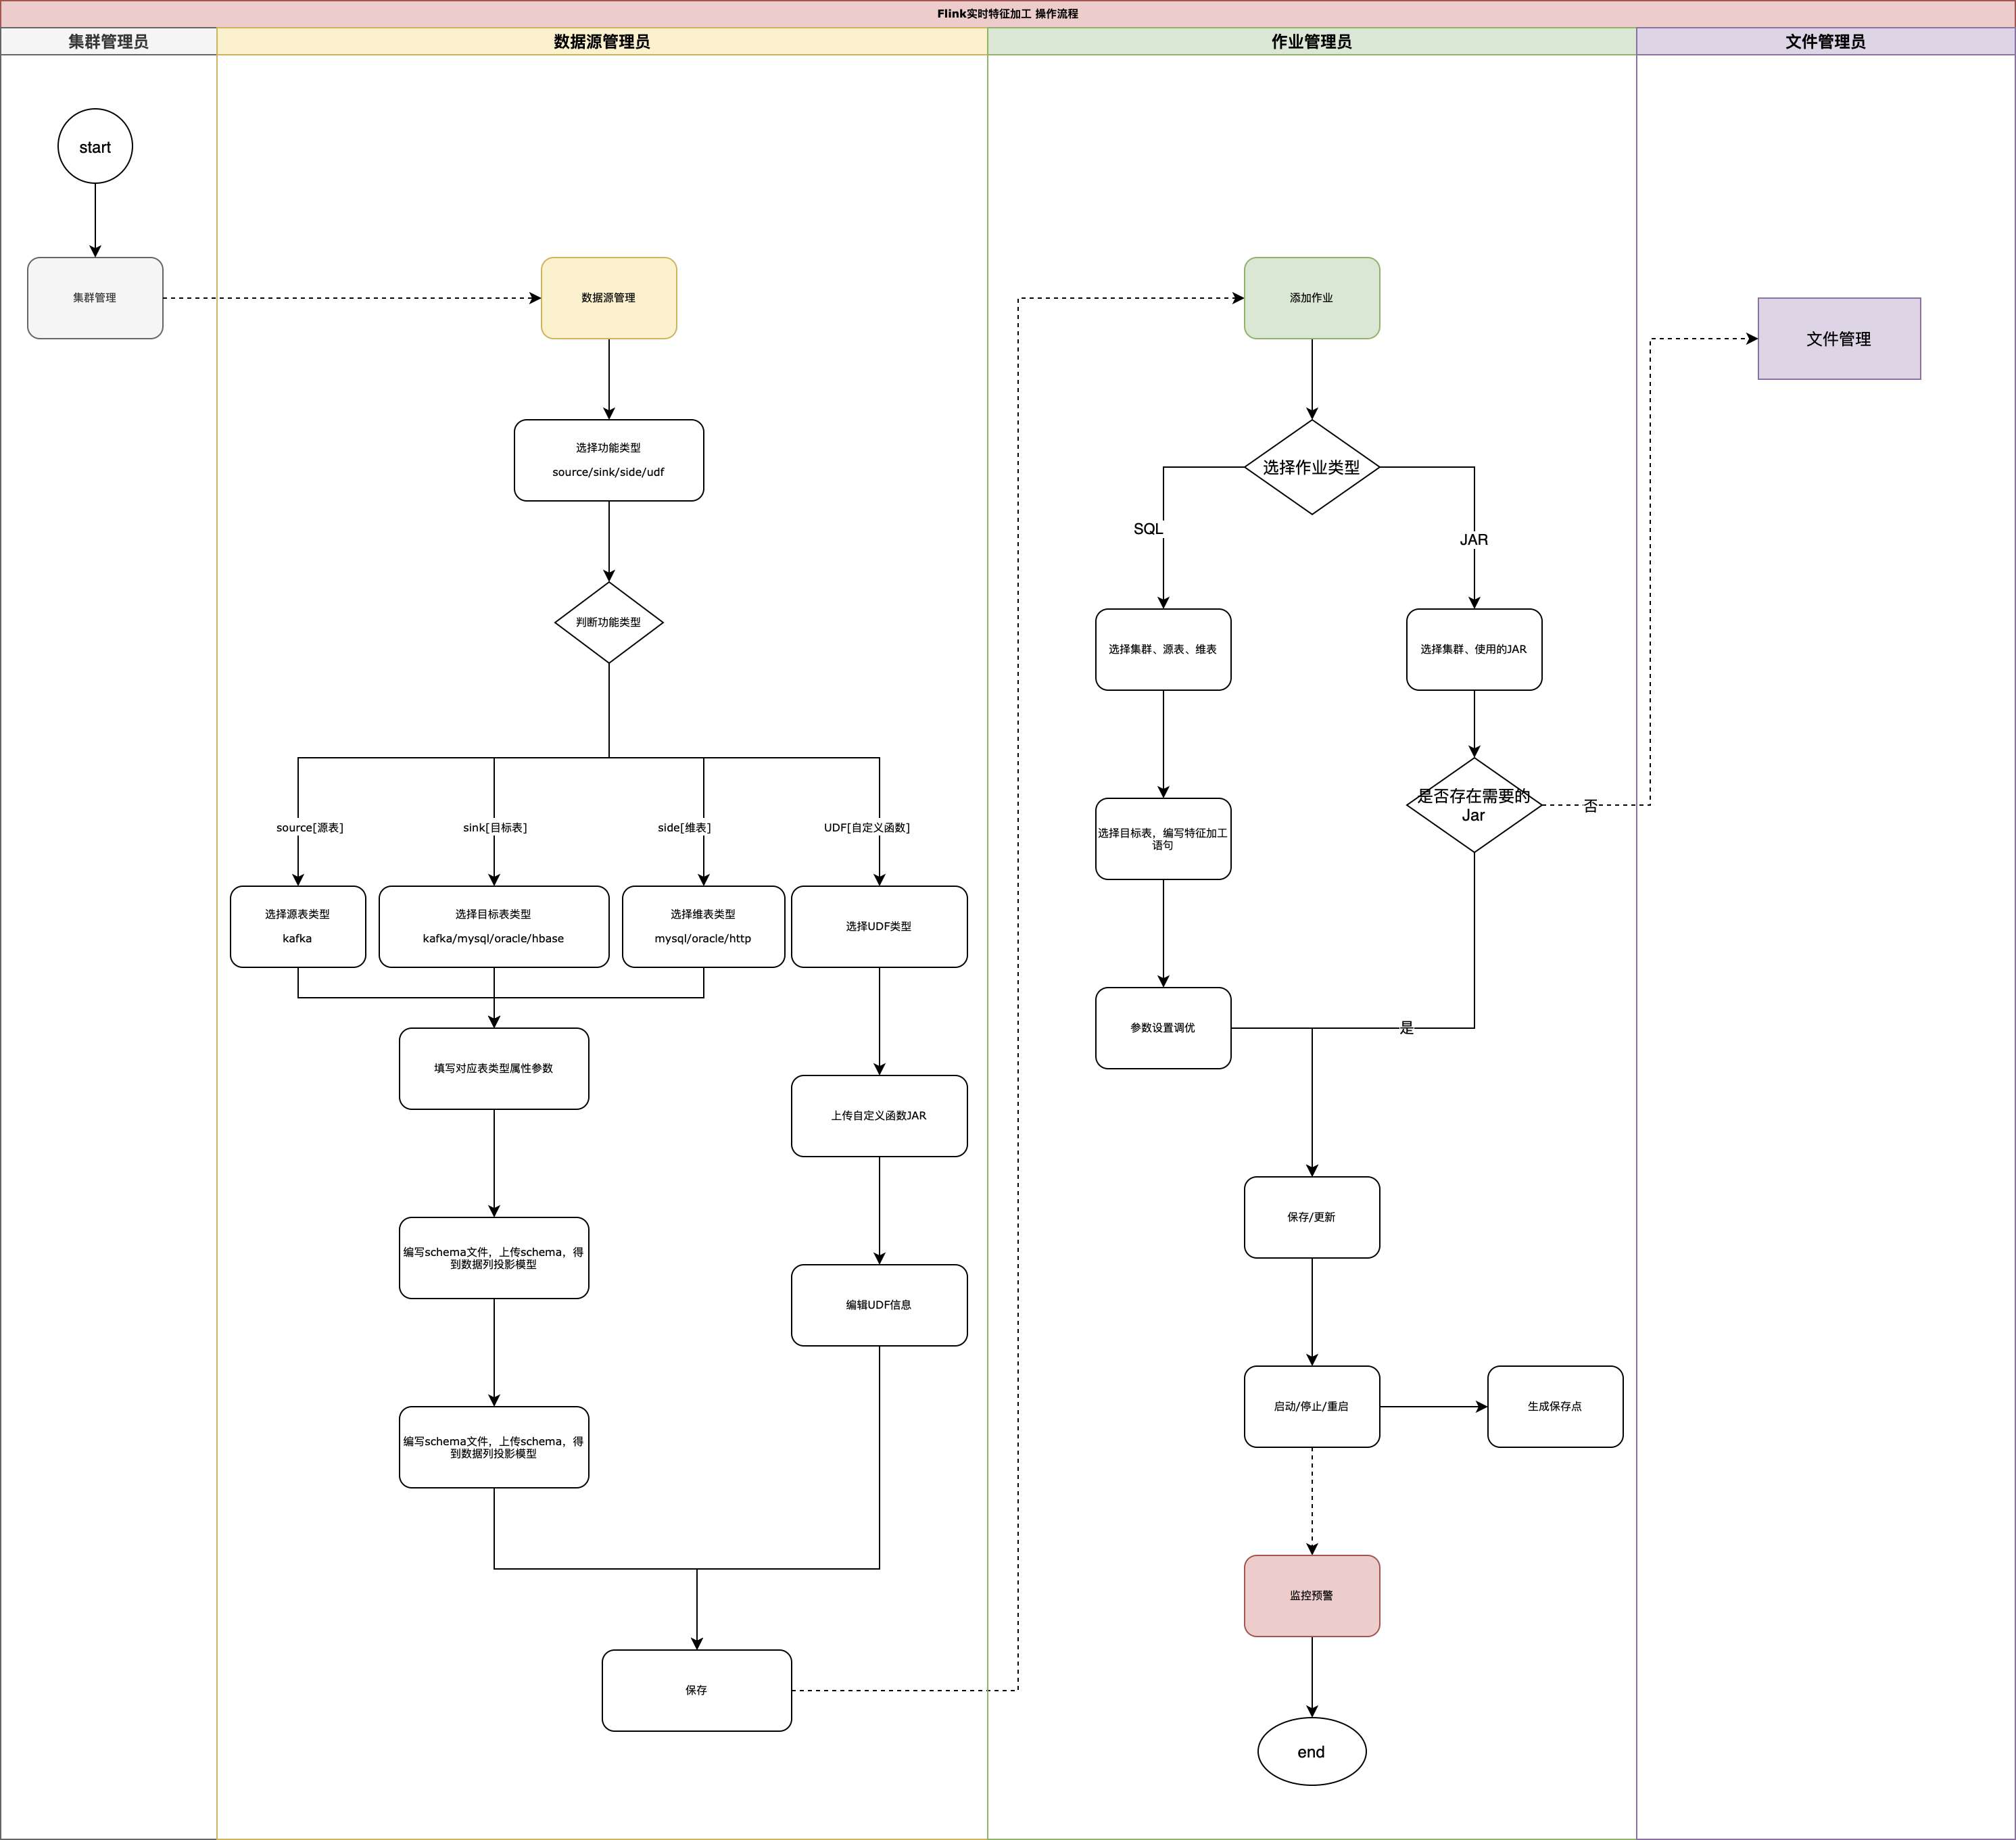 Flink实时特征加工 操作流程
集群管理员
数据源管理员
作业管理员
文件管理员
start
集群管理
数据源管理
添加作业
文件管理
选择功能类型
source/sink/side/udf
选择作业类型
SQL
JAR
判断功能类型
选择集群、源表、维表
选择集群、使用的JAR
source[源表]
sink[目标表]
side[维表]
UDF[自定义函数]
选择目标表，编写特征加工
语句
是否存在需要的
Jar
否
选择源表类型
kafka
选择目标表类型
kafka/mysql/oracle/hbase
选择维表类型
mysql/oracle/http
选择UDF类型
参数设置调优
是
填写对应表类型属性参数
上传自定义函数JAR
保存/更新
编写schema文件，上传schema，得
到数据列投影模型
编辑UDF信息
编写schema文件，上传schema，得
到数据列投影模型
启动/停止/重启
生成保存点
监控预警
保存
end